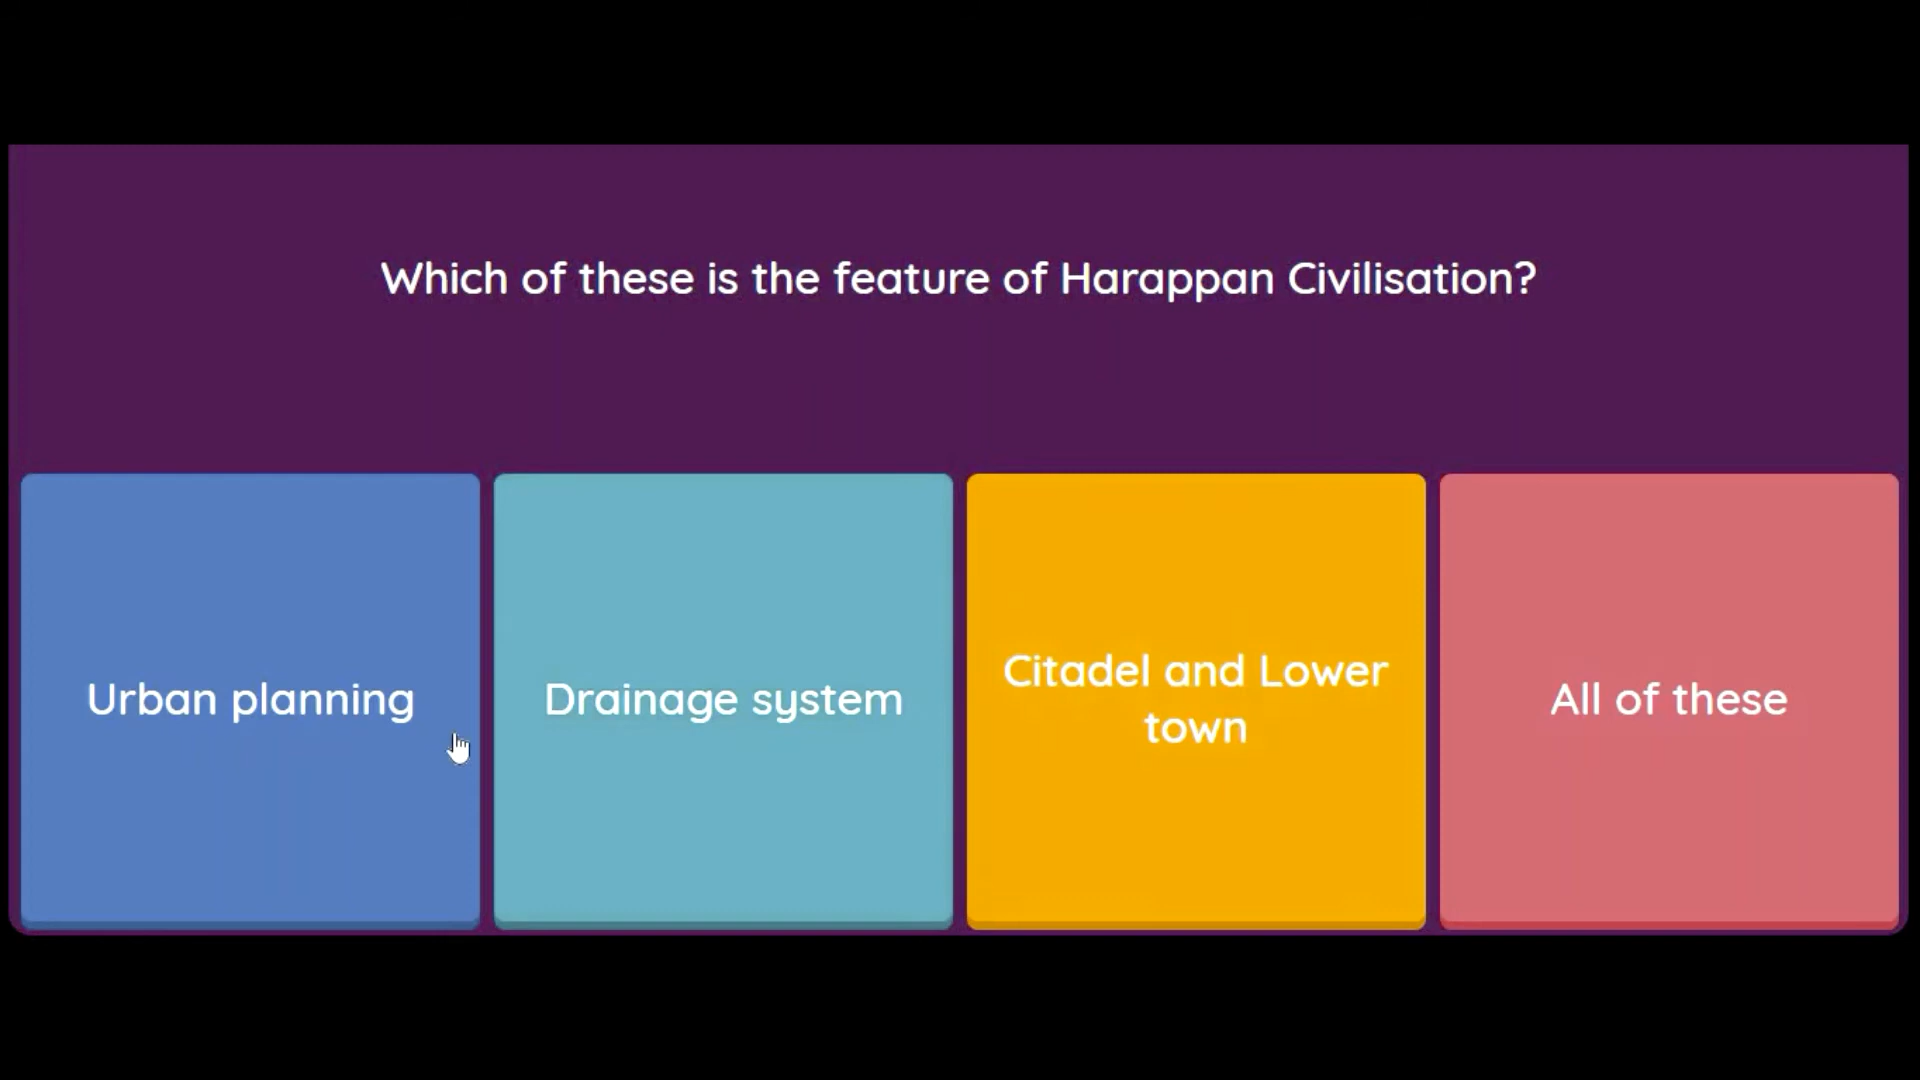 Which of these is the feature of Harappan Civilisation?
Urban planning
Drainage system
Citadel and Lower
town
All of these